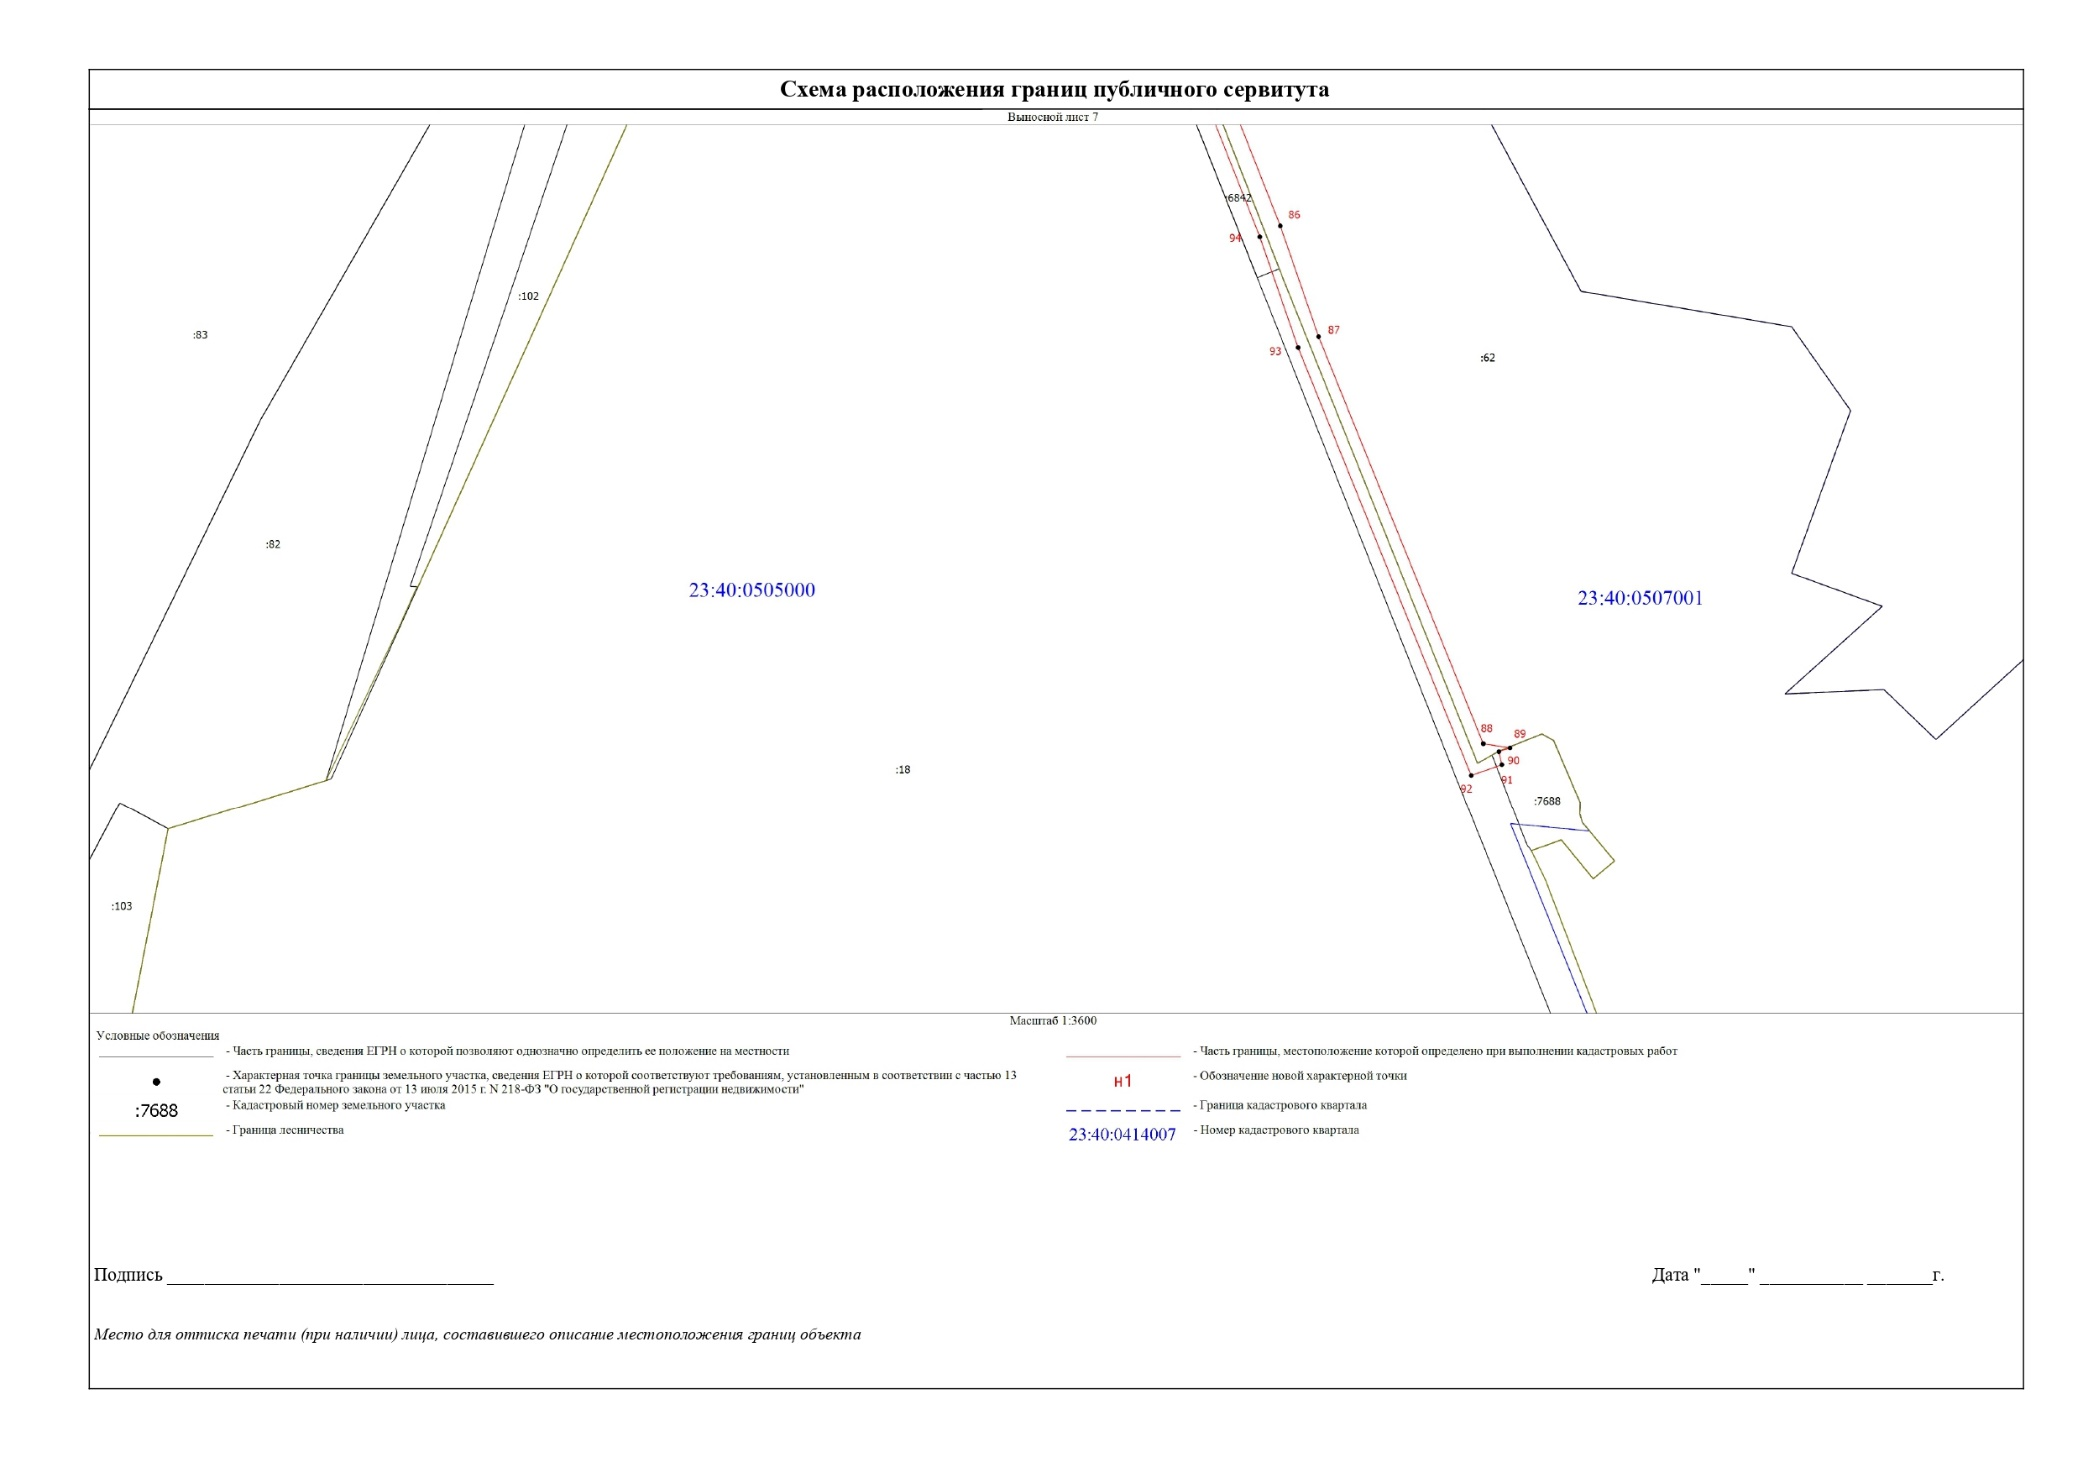 Схема расположения границ публичного сервитута
Выносной лист 7
:6842
86
94
:102
87
:83
93
:62
:82
23:40:0505000
23:40:0507001
88
89
90
:18
91
92
:7688
:103
Масштаб 1:3600
Условные обозначения
- Часть границы, сведения ЕГРН о которой позволяют однозначно определить ее положение на местности
- Характерная точка границы земельного участка, сведения ЕГРН о которой соответствуют требованиям, установленным в соответствии с частью 13
статьи 22 Федерального закона от 13 июля 2015 г. N 218-ФЗ "О государственной регистрации недвижимости"
:7688 - Кадастровый номер земельного участка
- Граница лесничества
- Часть границы, местоположение которой определено при выполнении кадастровых работ
н1 - Обозначение новой характерной точки
- Граница кадастрового квартала
23:40:0414007 - Номер кадастрового квартала
Подпись ___________________________________ Дата "_____" ___________ _______г.
Место для оттиска печати (при наличии) лица, составившего описание местоположения границ объекта